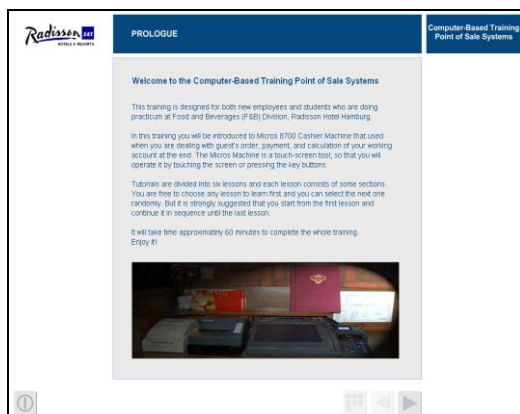 Radisson SAS
HOTELS & RESORTS
PROLOGUE
Computer-Based Training
Point of Sale Systems
Welcome to the Computer-Based Training Point of Sale Systems
This training is designed for both new employees and students who are doing
practicum at Food and Beverages (F&B) Division, Radisson Hotel Hamburg.
In this training you will be introduced to Micros 8700 Cashier Machine that used
when you are dealing with guest's order, payment, and calculation of your working
account at the end. The Micros Machine is a touch-screen tool, so that you will
operate it by touching the screen or pressing the key buttons.
Tutorials are divided into six lessons and each lesson consists of some sections.
You are free to choose any lesson to learn first and you can select the next one
randomly. But it is strongly suggested that you start from the first lesson and
continue it in sequence until the last lesson.
It will take time approximately 60 minutes to complete the whole training.
Enjoy it!